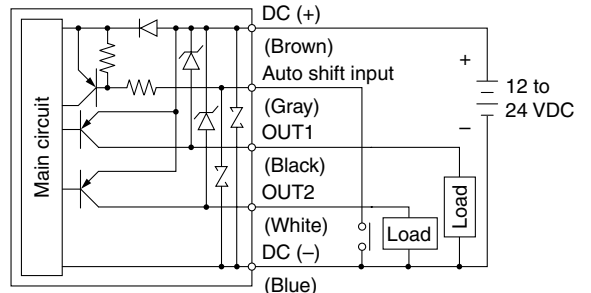 DC (+)
(Brown)
Auto shift input
(Gray)
OUT1
(Black)
OUT2
(White)
DC (–)
(Blue)
Main circuit
+
12 to
24 VDC
–
Load
Load